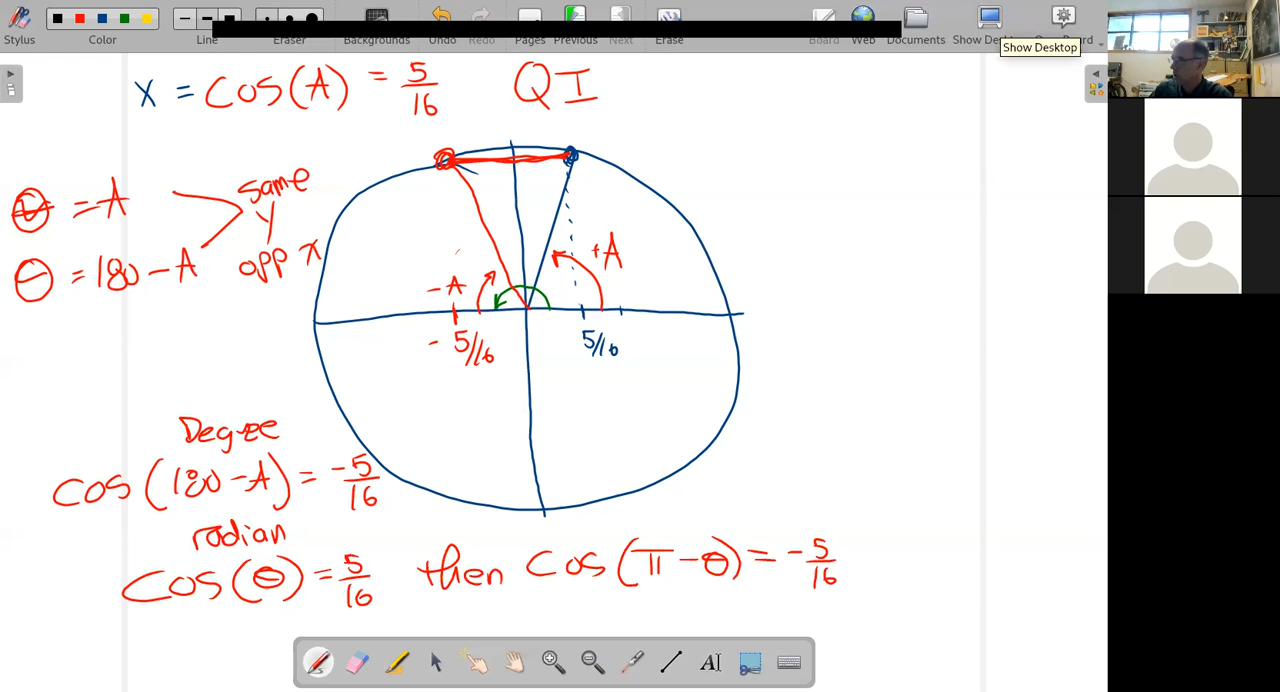 Stylus
Color
Line
Eraser
Backgrounds
Undo
Redo
Pages
Previous
Next
Erase
Board
Web
Documents
Show Desktop
Show Desktop
x = COS(A) = 5/16 QI
θ = A
same
y
opp x
θ = 180 - A
+A
-A
- 5/16
5/16
Degree
COS(180 - A) = -5/16
radian
COS(θ) = 5/16 then COS(π - θ) = -5/16
AI